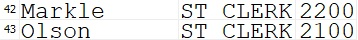 42 Markle ST CLERK 2200
43 Olson ST CLERK 2100